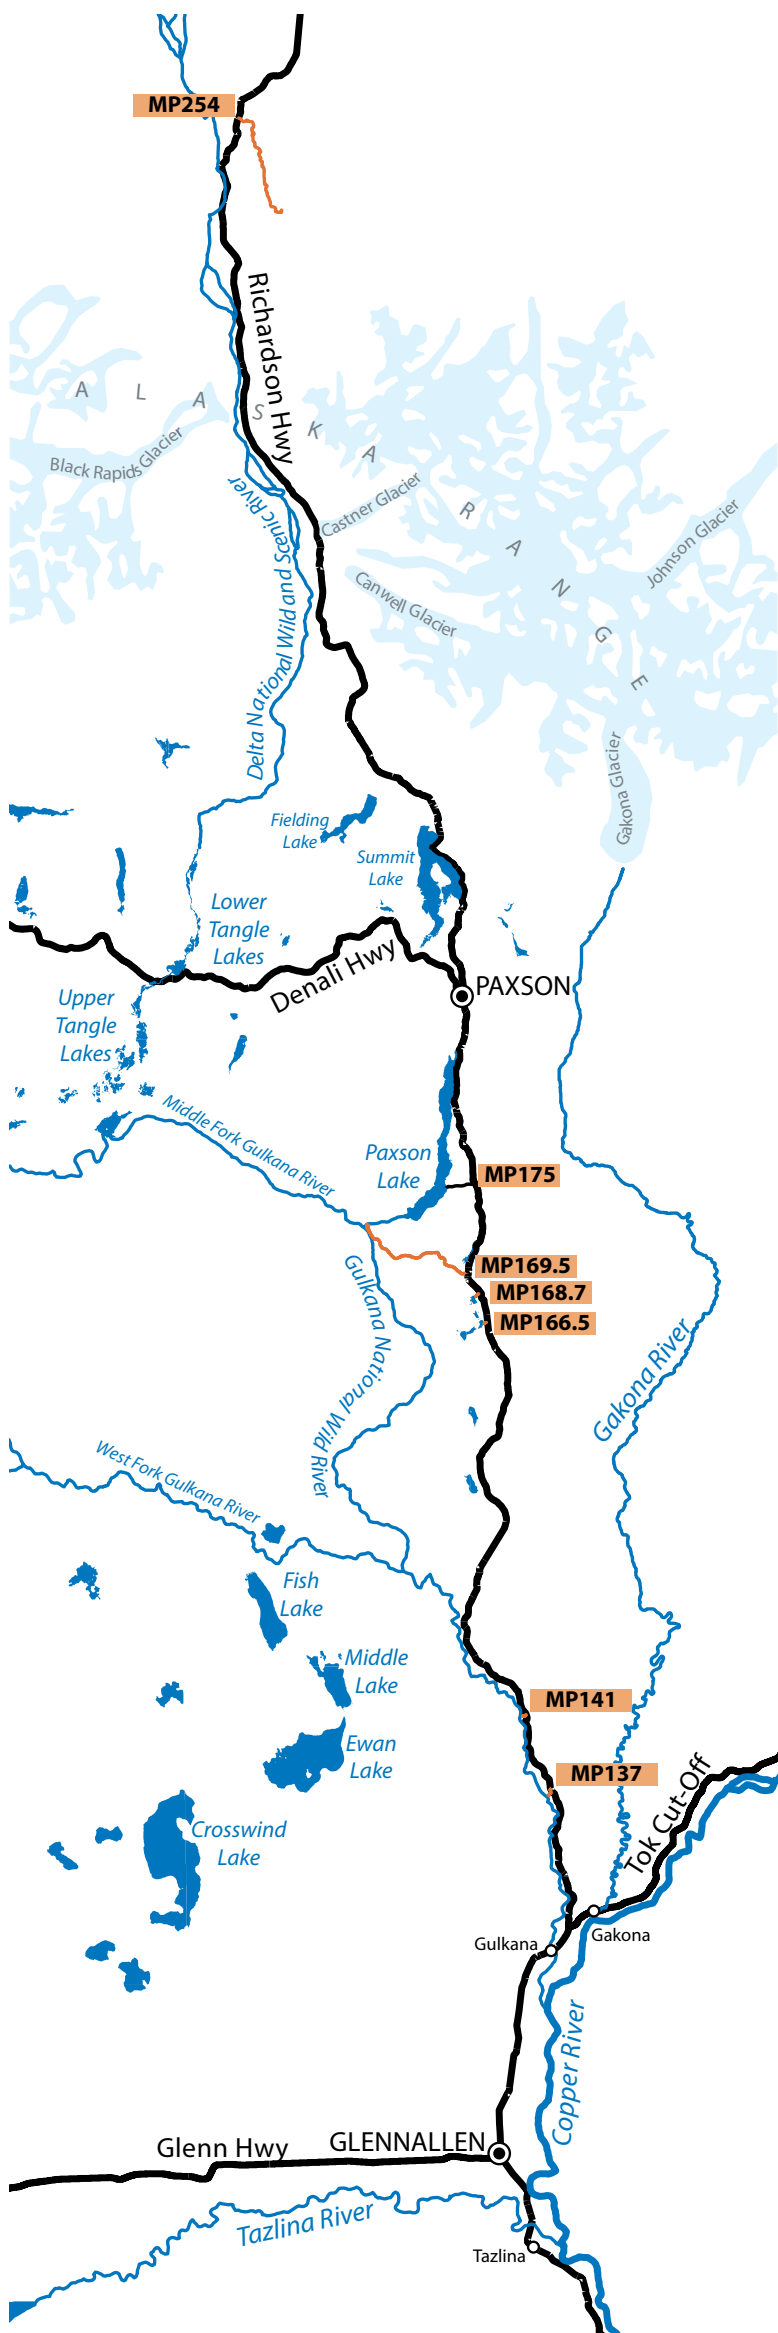 MP254
Richardson Hwy
ALASKA RANGE
Black Rapids Glacier
Castner Glacier
Johnson Glacier
Canwell Glacier
Delta National Wild and Scenic River
Gakona Glacier
Fielding
Lake
Summit
Lake
Lower
Tangle
Lakes
Denali Hwy
PAXSON
Upper
Tangle
Lakes
Middle Fork Gulkana River
Paxson
Lake
MP175
MP169.5
MP168.7
MP166.5
Gulkana National Wild River
Gakona River
West Fork Gulkana River
Fish
Lake
Middle
Lake
MP141
Ewan
Lake
MP137
Tok Cut-Off
Crosswind
Lake
Gulkana
Gakona
Copper River
Glenn Hwy
GLENNALLEN
Tazlina River
Tazlina